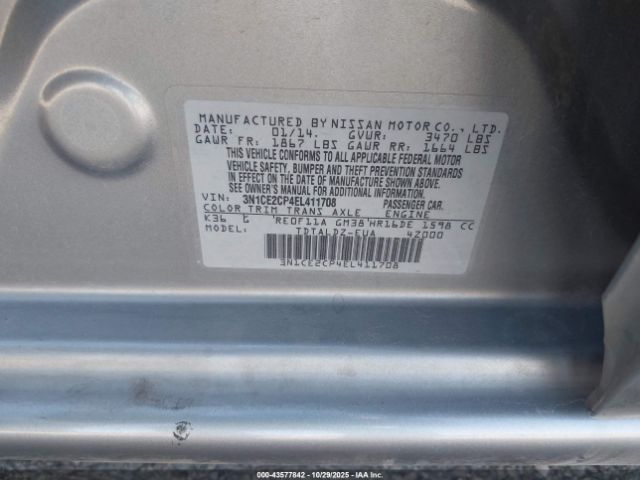 MANUFACTURED BY NISSAN MOTOR CO., LTD.
DATE: 01/14. GVWR: 3470 LBS
GAWR FR: 1867 LBS GAWR RR: 1664 LBS
THIS VEHICLE CONFORMS TO ALL APPLICABLE FEDERAL MOTOR
VEHICLE SAFETY, BUMPER AND THEFT PREVENTION STANDARDS
IN EFFECT ON THE DATE OF MANUFACTURE SHOWN ABOVE.
SEE OWNER'S MANUAL FOR ADDITIONAL INFORMATION.
VIN: 3N1CE2CP4EL411708 PASSENGER CAR.
COLOR TRIM TRANS AXLE ENGINE
K36 G RE0F11A GM38 HR16DE 1598 CC
MODEL: TDTALDZ-EUA 42000
3N1CE2CP4EL411708
000-43577842 - 10/29/2025 - Copyright IAA, LLC.